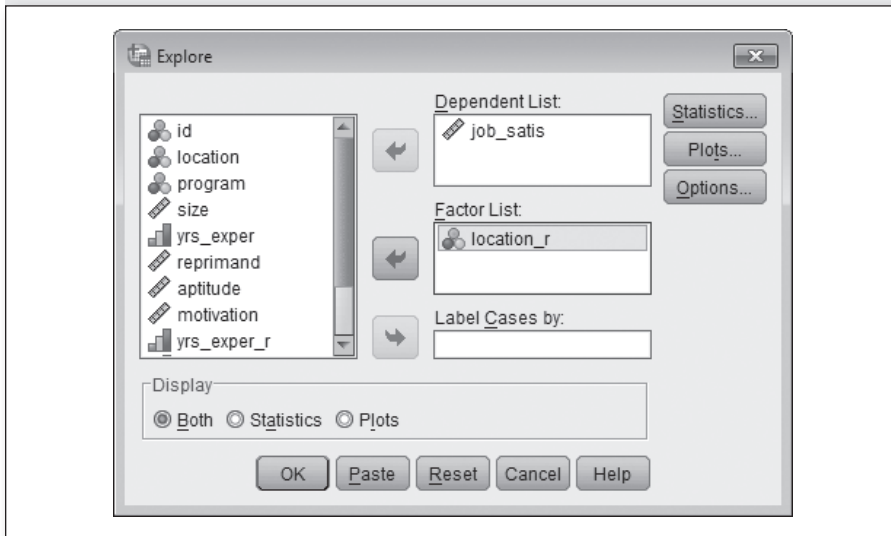 Explore
id
location
program
size
yrs_exper
reprimand
aptitude
motivation
yrs_exper_r
Dependent List:
job_satis
Factor List:
location_r
Label Cases by:
Statistics...
Plots...
Options...
Display
Both Statistics Plots
OK Paste Reset Cancel Help